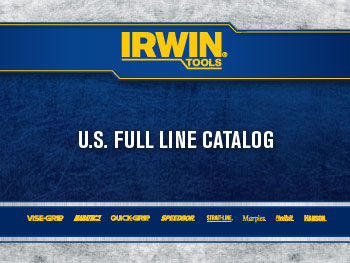 IRWIN®
TOOLS
U.S. FULL LINE CATALOG
VISE-GRIP MARATHON QUICK-GRIP SPEEDBOR STRAIT-LINE Marples Unibit HANSON